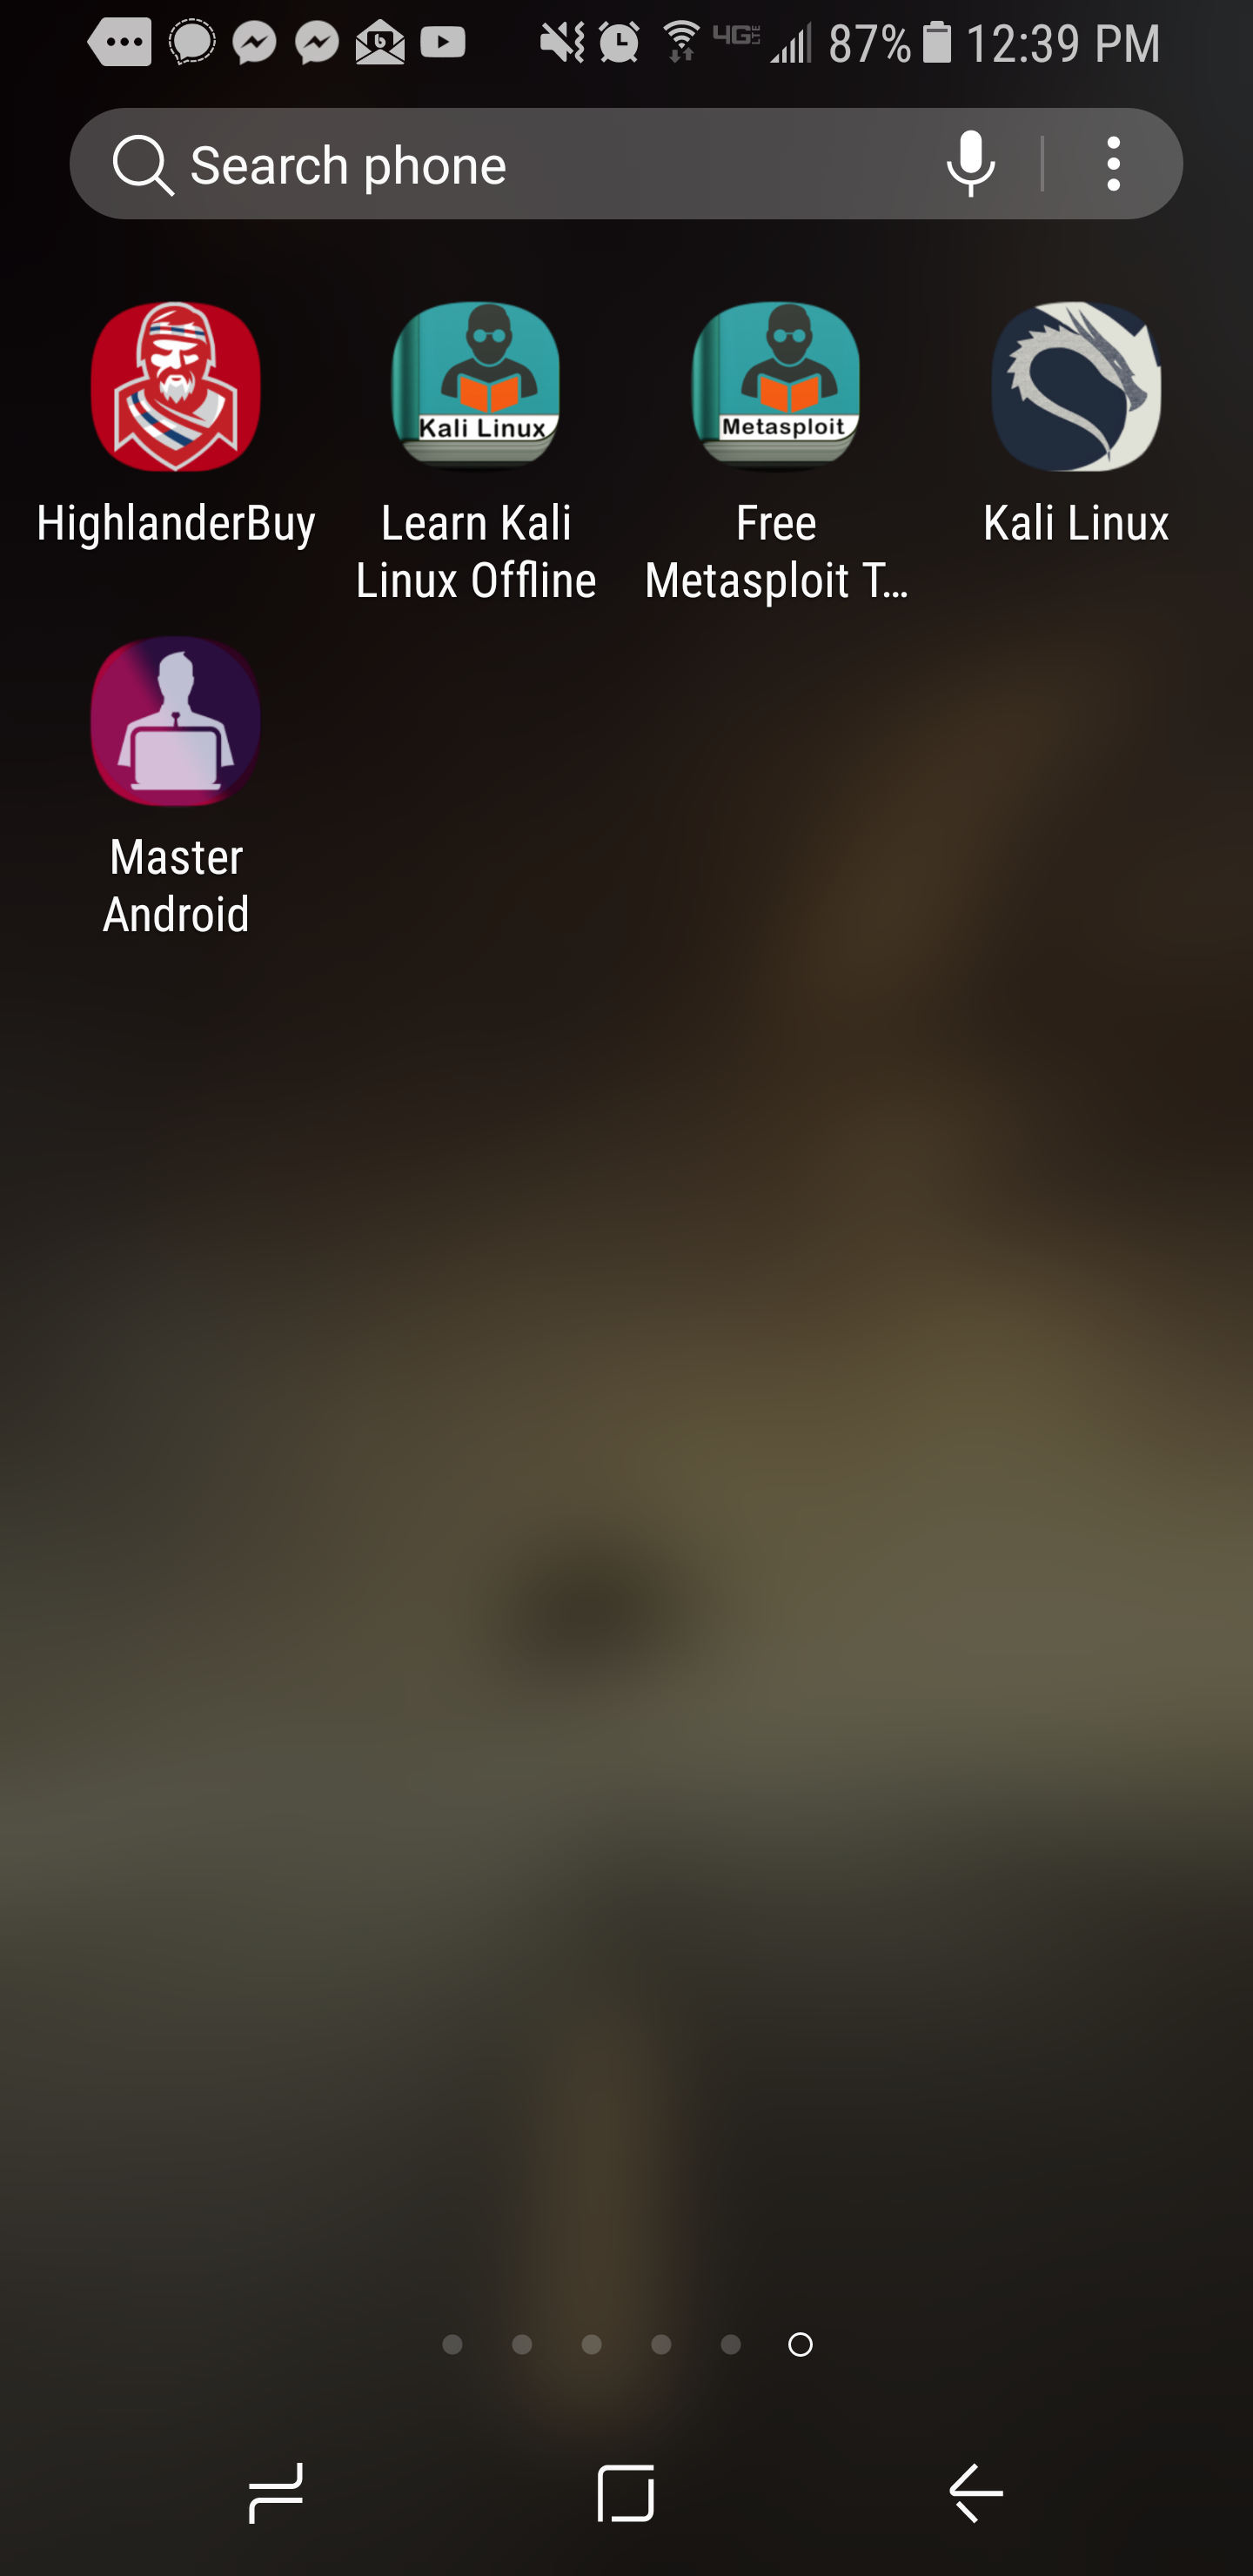 4G LTE 87% 12:39 PM
Search phone
Kali Linux
Metasploit
HighlanderBuy
Learn Kali
Linux Offline
Free
Metasploit T...
Kali Linux
Master
Android